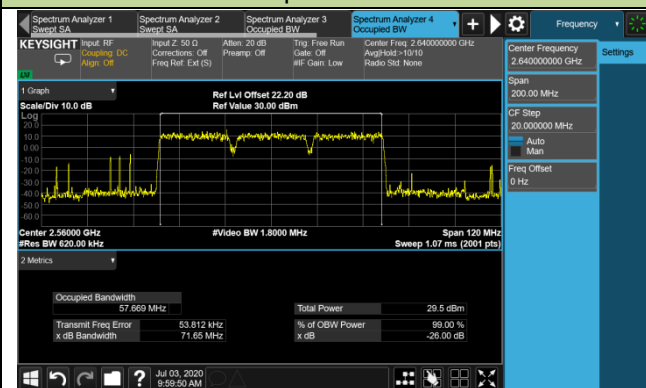 Spectrum Analyzer 1
Swept SA
Spectrum Analyzer 2
Swept SA
Spectrum Analyzer 3
Occupied BW
Spectrum Analyzer 4
Occupied BW
Frequency
KEYSIGHT
Input: RF
Coupling: DC
Align: Off
Input Z: 50 Ω
Corrections: Off
Freq Ref: Ext (S)
Atten: 20 dB
Preamp: Off
Trig: Free Run
Gate: Off
#IF Gain: Low
Center Freq: 2.640000000 GHz
Avg|Hold:>10/10
Radio Std: None
LXI
Center Frequency
2.640000000 GHz
Settings
Span
200.00 MHz
CF Step
20.000000 MHz
Auto
Man
Freq Offset
0 Hz
1 Graph
Scale/Div 10.0 dB
Ref Lvl Offset 22.20 dB
Ref Value 30.00 dBm
Log
20.0
10.0
0.00
-10.0
-20.0
-30.0
-40.0
-50.0
-60.0
Center 2.56000 GHz
#Video BW 1.8000 MHz
Span 120 MHz
#Res BW 620.00 kHz
Sweep 1.07 ms (2001 pts)
2 Metrics
Occupied Bandwidth
57.669 MHz
Total Power
29.5 dBm
Transmit Freq Error
53.812 kHz
% of OBW Power
99.00 %
x dB Bandwidth
71.65 MHz
x dB
-26.00 dB
?
Jul 03, 2020
9:59:50 AM